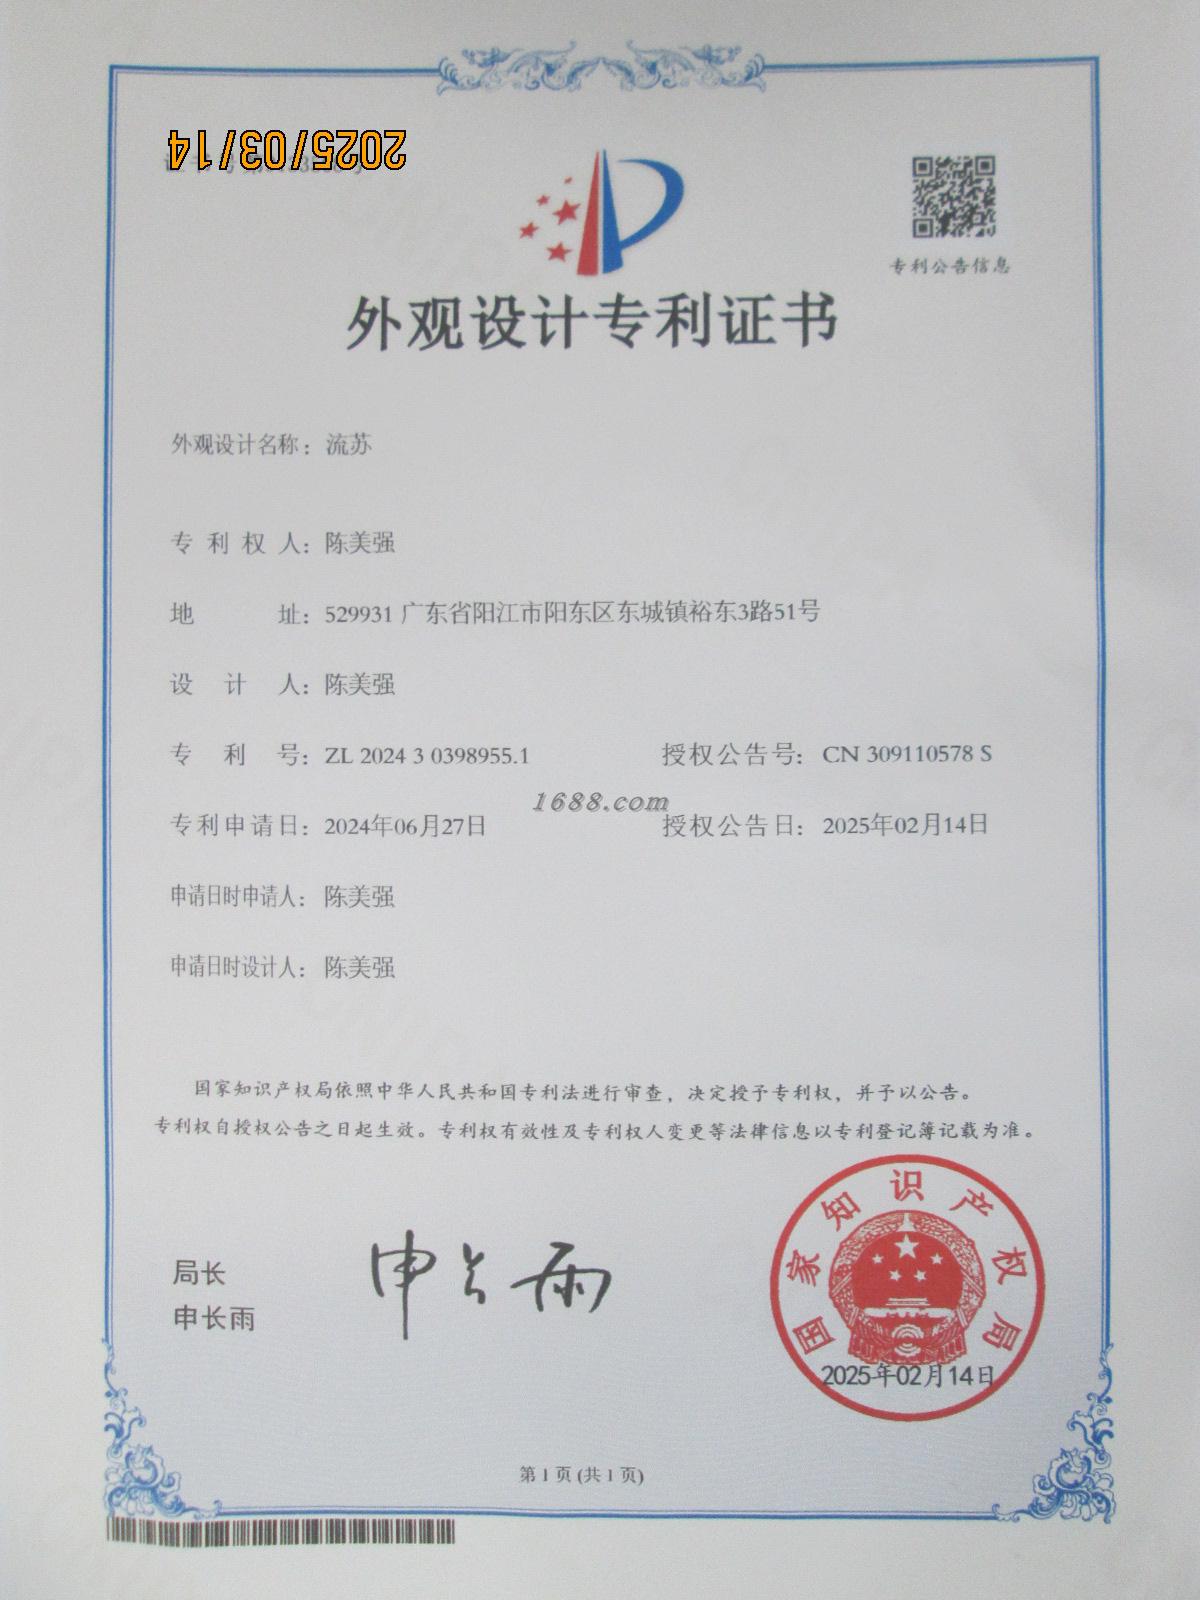 2025/03/14
专利公告信息
外观设计专利证书
外观设计名称：流苏
专利权人：陈美强
地址：529931 广东省阳江市阳东区东城镇裕东3路51号
设计人：陈美强
专利号：ZL 2024 3 0398955.1 授权公告号：CN 309110578 S
1688.com
专利申请日：2024年06月27日 授权公告日：2025年02月14日
申请日时申请人：陈美强
申请日时设计人：陈美强
国家知识产权局依照中华人民共和国专利法进行审查，决定授予专利权，并予以公告。
专利权自授权公告之日起生效。专利权有效性及专利权人变更等法律信息以专利登记簿记载为准。
局长
申长雨
申长雨
国家知识产权局
2025年02月14日
第 1 页 (共 1 页)